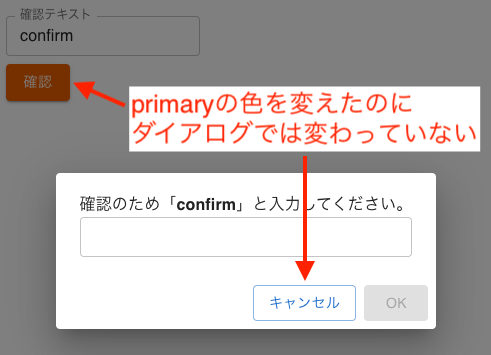 確認テキスト
confirm
確認
primaryの色を変えたのに
ダイアログでは変わっていない
確認のため「confirm」と入力してください。
キャンセル
OK